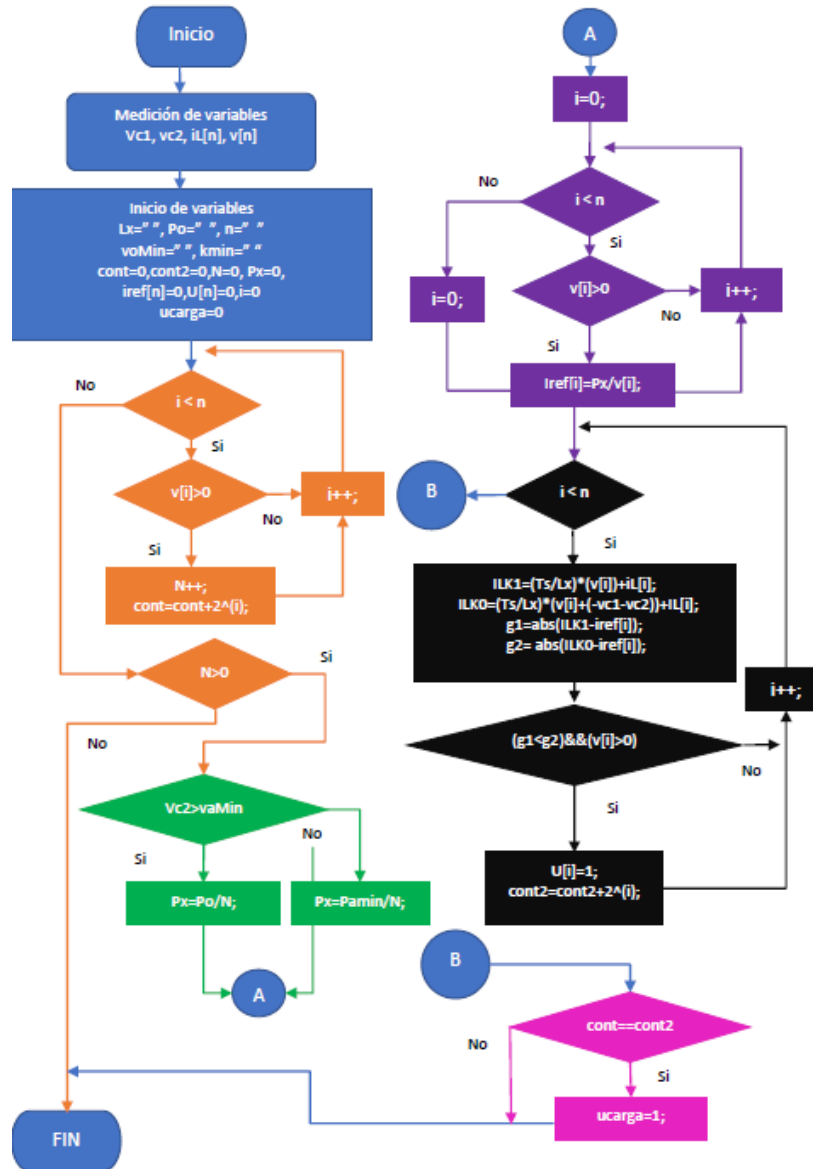 Inicio
Medición de variables
Vc1, vc2, iL[n], v[n]
Inicio de variables
Lx=" ", Po=" ", n=" "
voMin=" ", kmin=" "
cont=0,cont2=0,N=0, Px=0,
iref[n]=0,U[n]=0,i=0
ucarga=0
No
i < n
Si
v[i]>0
i++;
No
Si
N++;
cont=cont+2^(i);
N>0
Si
No
Vc2>vaMin
No
Si
Px=Po/N;
Px=Pamin/N;
A
FIN
A
i=0;
No
i < n
Si
v[i]>0
i++;
i=0;
No
Si
Iref[i]=Px/v[i];
B
i < n
Si
ILK1=(Ts/Lx)*(v[i])+iL[i];
ILK0=(Ts/Lx)*(v[i]+(-vc1-vc2))+IL[i];
g1=abs(ILK1-iref[i]);
g2= abs(ILK0-iref[i]);
i++;
(g1<g2)&&(v[i]>0)
No
Si
U[i]=1;
cont2=cont2+2^(i);
B
cont==cont2
No
Si
ucarga=1;